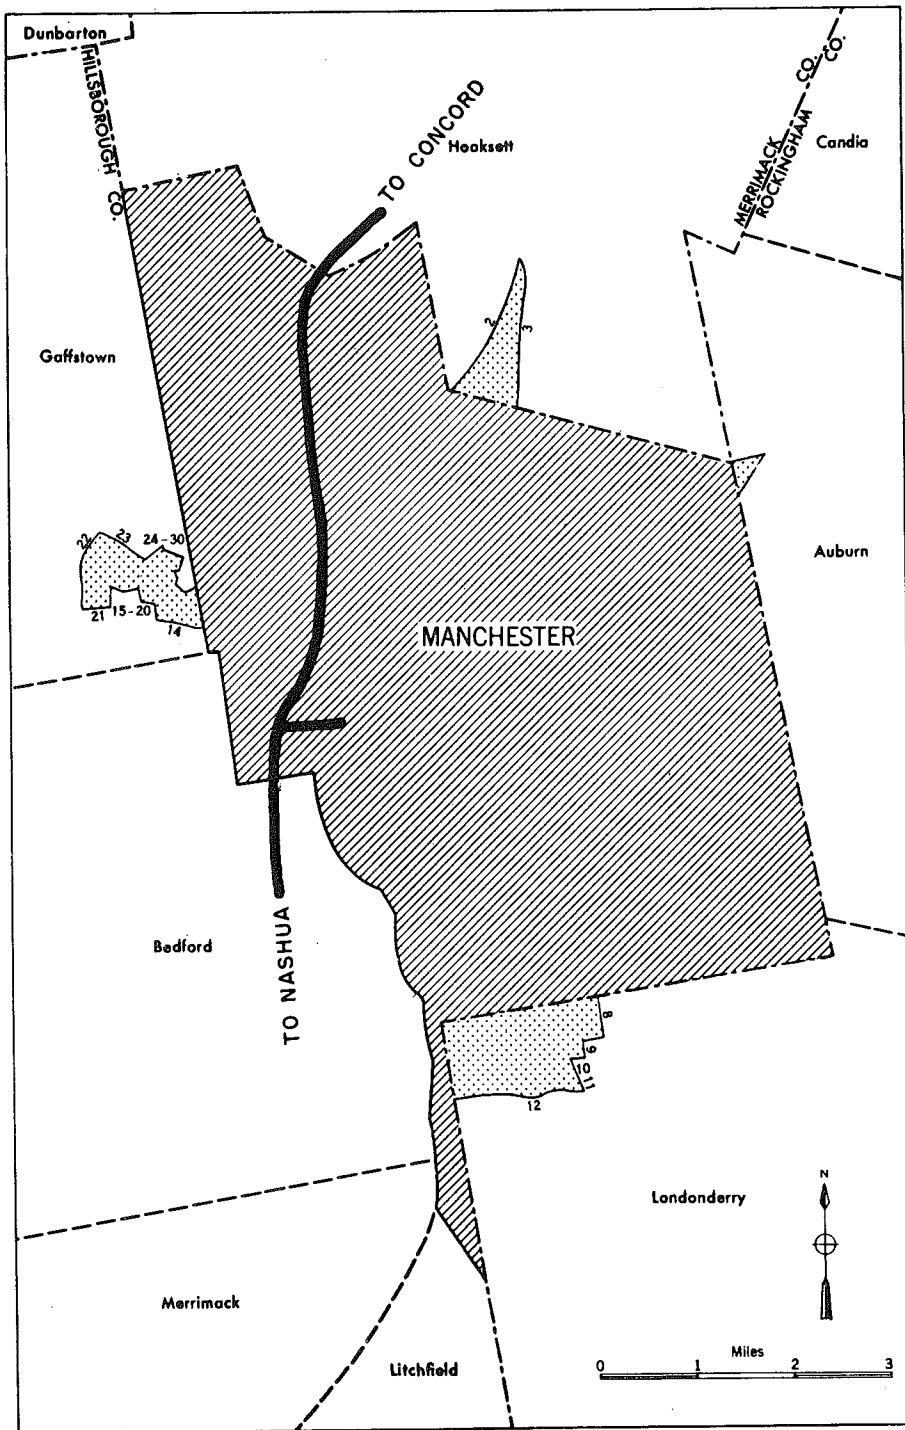 Dunbarton
HILLSBOROUGH CO.
TO CONCORD
Hooksett
MERRIMACK CO.
ROCKINGHAM CO.
Candia
Goffstown
2
3
22
23
24-30
21
15-20
14
Auburn
MANCHESTER
Bedford
TO NASHUA
8
9
10
11
12
Londonderry
N
Merrimack
Litchfield
Miles
0 1 2 3